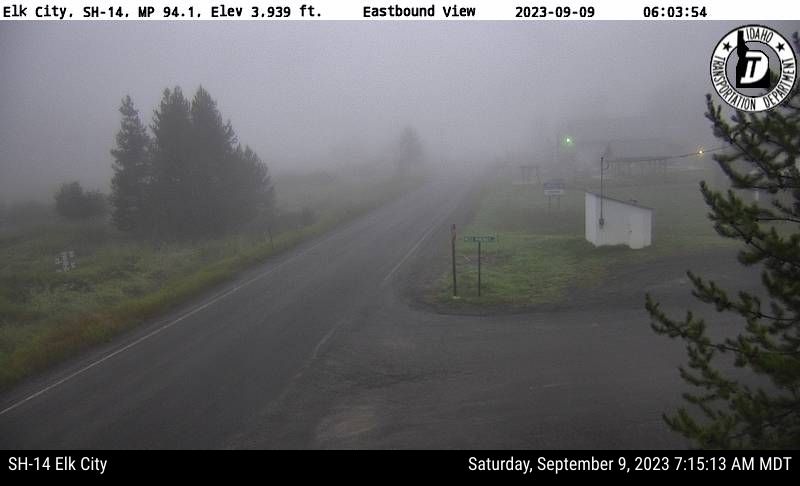 Elk City, SH-14, MP 94.1, Elev 3,939 ft. Eastbound View 2023-09-09 06:03:54
IDAHO
TRANSPORTATION DEPARTMENT
SH-14 Elk City Saturday, September 9, 2023 7:15:13 AM MDT